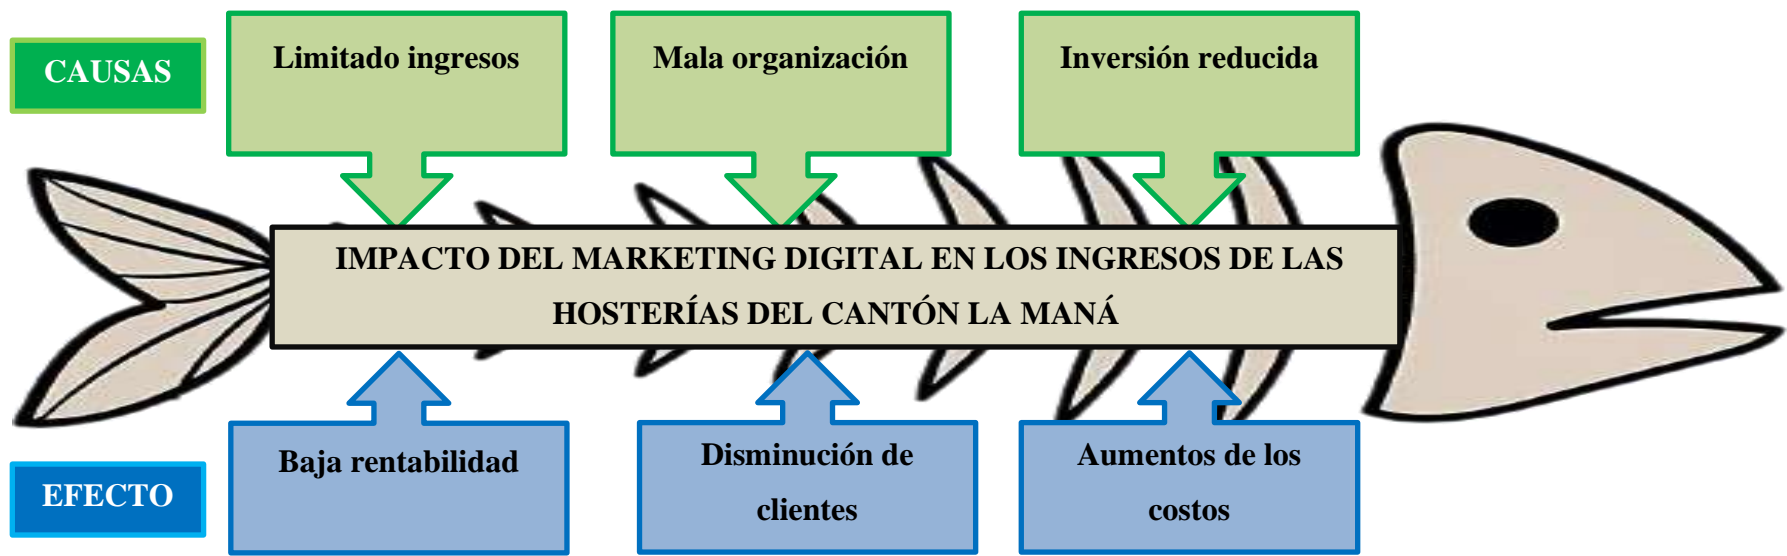 CAUSAS
Limitado ingresos
Mala organización
Inversión reducida
IMPACTO DEL MARKETING DIGITAL EN LOS INGRESOS DE LAS
HOSTERÍAS DEL CANTÓN LA MANÁ
EFECTO
Baja rentabilidad
Disminución de
clientes
Aumentos de los
costos